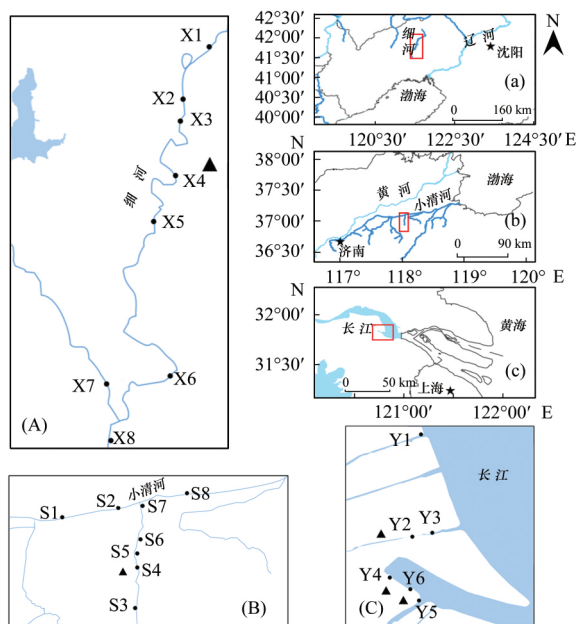 X1
X2
X3
X4
细河
X5
X6
X7
X8
(A)
N
42°30′
42°00′
41°30′
41°00′
40°30′
40°00′
细河
辽河
沈阳
(a)
渤海
0 160 km
120°30′ 122°30′ 124°30′ E
N
N
38°00′
37°30′
37°00′
36°30′
黄河
渤海
小清河
(b)
济南
0 90 km
117° 118° 119° 120° E
N
32°00′
31°30′
长江
黄海
(c)
0 50 km
上海
121°00′ 122°00′ E
小清河
S1
S2
S7
S8
S6
S5
S4
S3
(B)
Y1
长江
Y2
Y3
Y4
Y6
Y5
(C)